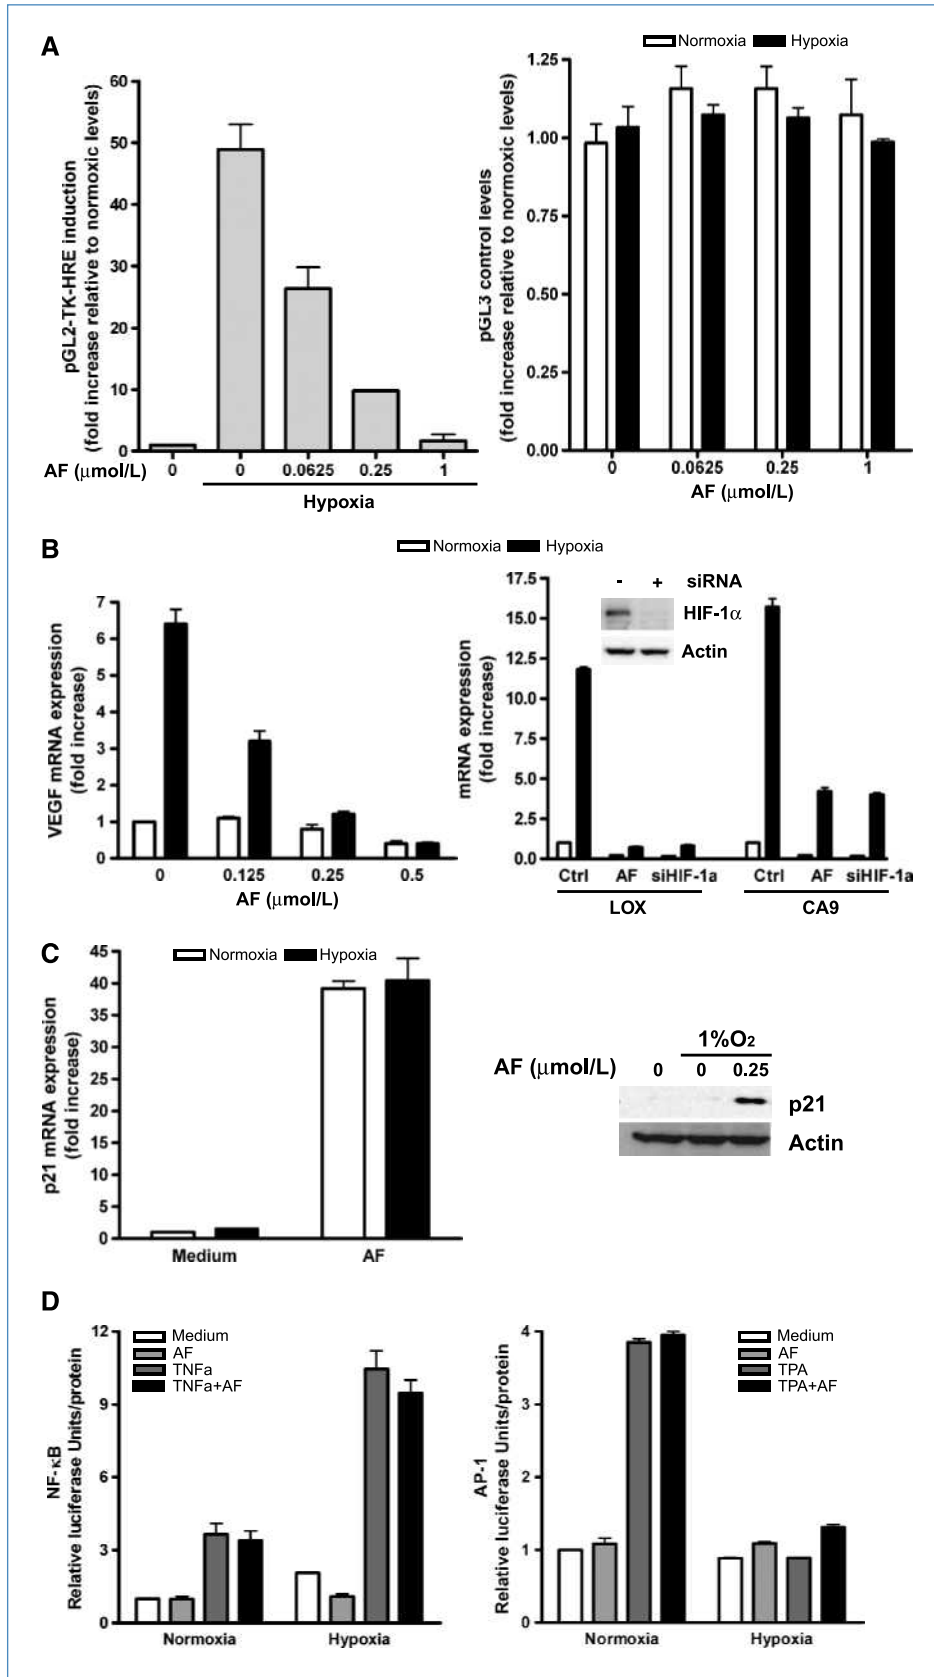 A
Normoxia Hypoxia
pGL2-TK-HRE induction
(fold increase relative to normoxic levels)
60
50
40
30
20
10
0
AF (μmol/L) 0 0 0.0625 0.25 1
Hypoxia
pGL3 control levels
(fold increase relative to normoxic levels)
1.25
1.00
0.75
0.50
0.25
0.00
0 0.0625 0.25 1
AF (μmol/L)
B
Normoxia Hypoxia
VEGF mRNA expression
(fold increase)
7
6
5
4
3
2
1
0
0 0.125 0.25 0.5
AF (μmol/L)
mRNA expression
(fold increase)
17.5
15.0
12.5
10.0
7.5
5.0
2.5
0.0
- + siRNA
HIF-1α
Actin
Ctrl AF siHIF-1a Ctrl AF siHIF-1a
LOX CA9
C
Normoxia Hypoxia
p21 mRNA expression
(fold increase)
45
40
35
30
25
20
15
10
5
0
Medium AF
1%O2
AF (μmol/L) 0 0 0.25
p21
Actin
D
NF-κB
Relative luciferase Units/protein
12
9
6
3
0
Medium
AF
TNFa
TNFa+AF
Normoxia Hypoxia
AP-1
Relative luciferase Units/protein
4
3
2
1
0
Medium
AF
TPA
TPA+AF
Normoxia Hypoxia